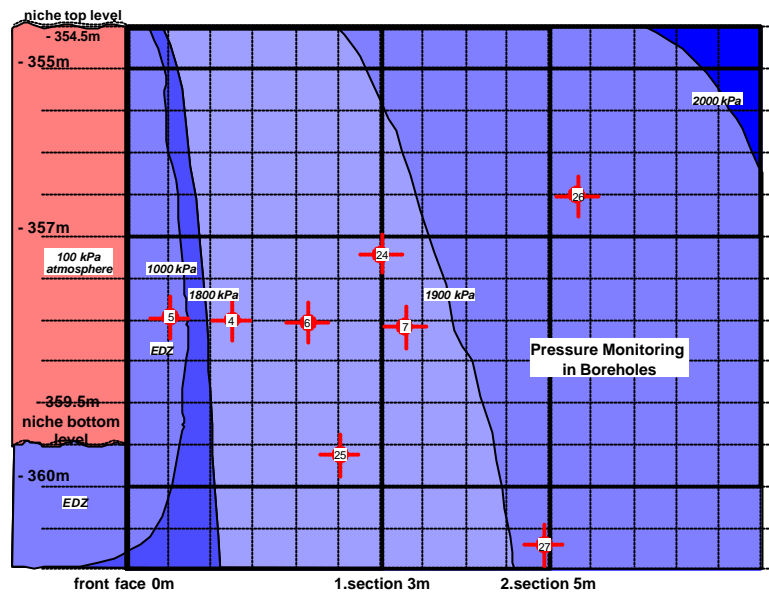 niche top level
- 354.5m
- 355m
2000 kPa
26
- 357m
24
100 kPa
atmosphere
1000 kPa
1800 kPa
1900 kPa
5
4
6
7
EDZ
Pressure Monitoring
in Boreholes
- 359.5m
niche bottom
level
25
- 360m
EDZ
27
front face 0m
1.section 3m
2.section 5m